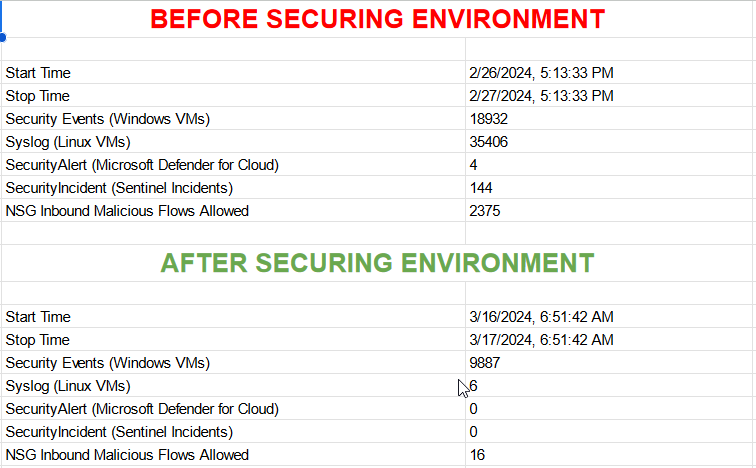 BEFORE SECURING ENVIRONMENT
Start Time 2/26/2024, 5:13:33 PM
Stop Time 2/27/2024, 5:13:33 PM
Security Events (Windows VMs) 18932
Syslog (Linux VMs) 35406
SecurityAlert (Microsoft Defender for Cloud) 4
SecurityIncident (Sentinel Incidents) 144
NSG Inbound Malicious Flows Allowed 2375
AFTER SECURING ENVIRONMENT
Start Time 3/16/2024, 6:51:42 AM
Stop Time 3/17/2024, 6:51:42 AM
Security Events (Windows VMs) 9887
Syslog (Linux VMs) 6
SecurityAlert (Microsoft Defender for Cloud) 0
SecurityIncident (Sentinel Incidents) 0
NSG Inbound Malicious Flows Allowed 16